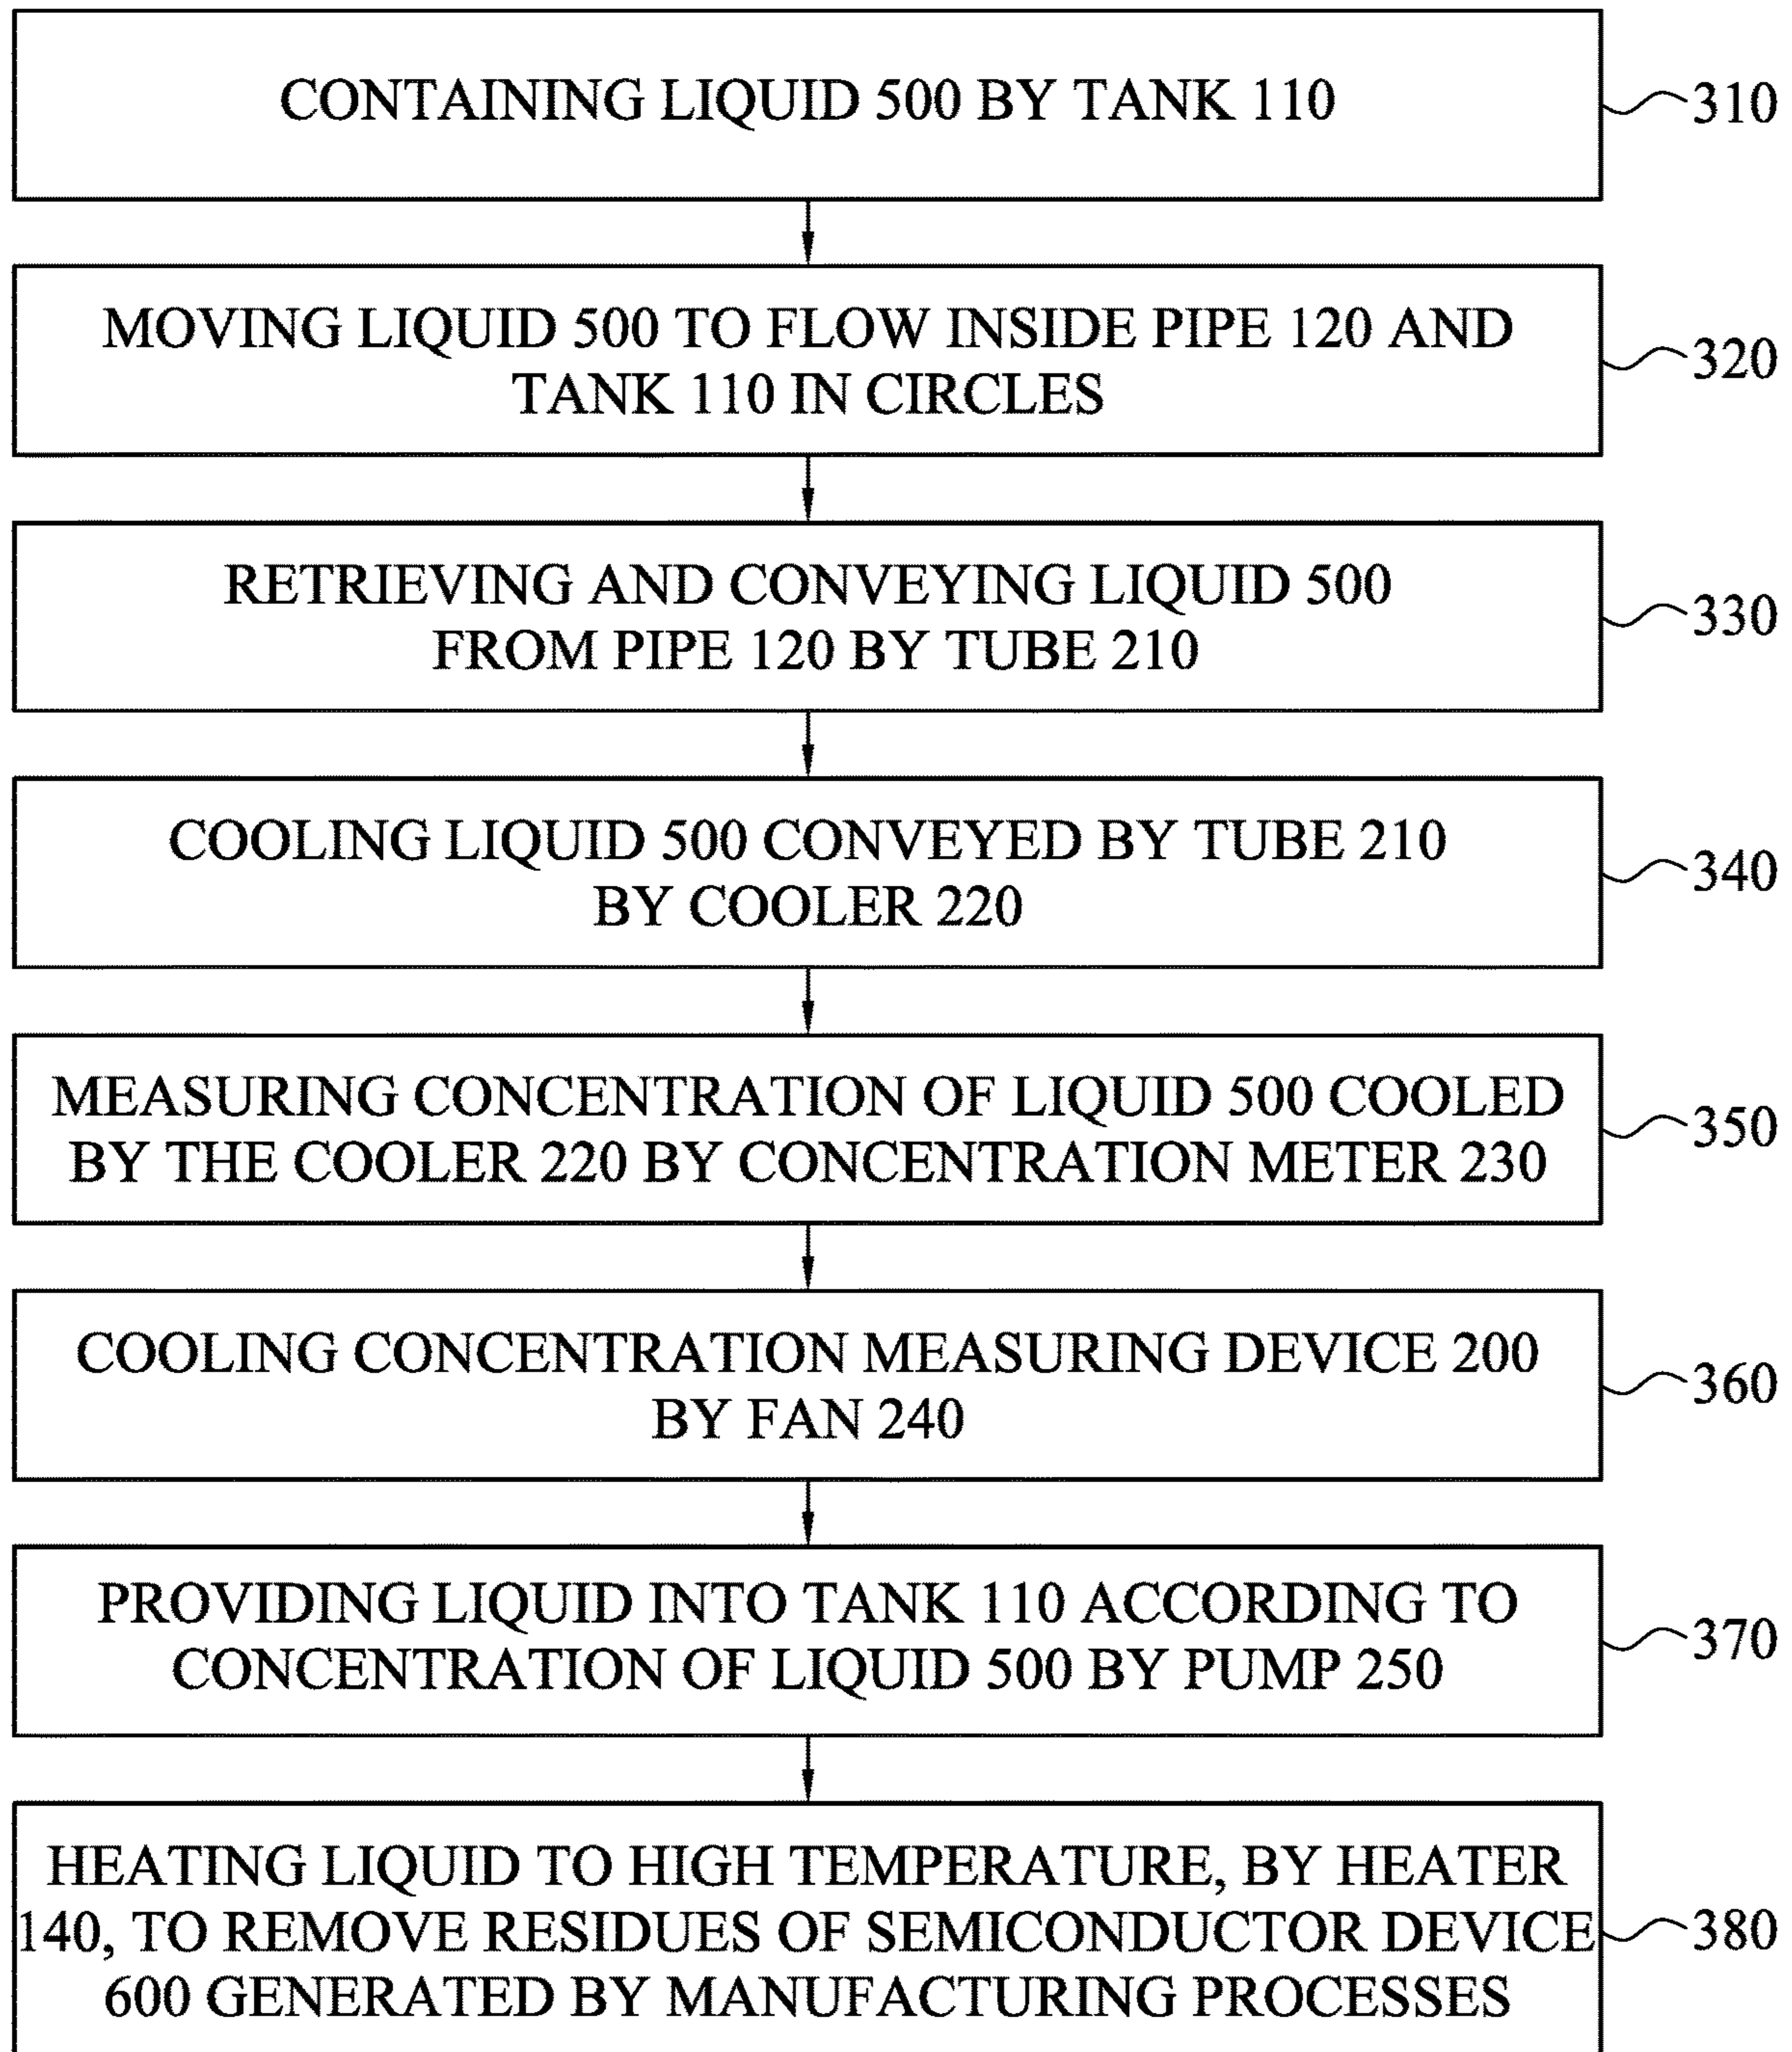 CONTAINING LIQUID 500 BY TANK 110
310
MOVING LIQUID 500 TO FLOW INSIDE PIPE 120 AND
TANK 110 IN CIRCLES
320
RETRIEVING AND CONVEYING LIQUID 500
FROM PIPE 120 BY TUBE 210
330
COOLING LIQUID 500 CONVEYED BY TUBE 210
BY COOLER 220
340
MEASURING CONCENTRATION OF LIQUID 500 COOLED
BY THE COOLER 220 BY CONCENTRATION METER 230
350
COOLING CONCENTRATION MEASURING DEVICE 200
BY FAN 240
360
PROVIDING LIQUID INTO TANK 110 ACCORDING TO
CONCENTRATION OF LIQUID 500 BY PUMP 250
370
HEATING LIQUID TO HIGH TEMPERATURE, BY HEATER
140, TO REMOVE RESIDUES OF SEMICONDUCTOR DEVICE
600 GENERATED BY MANUFACTURING PROCESSES
380